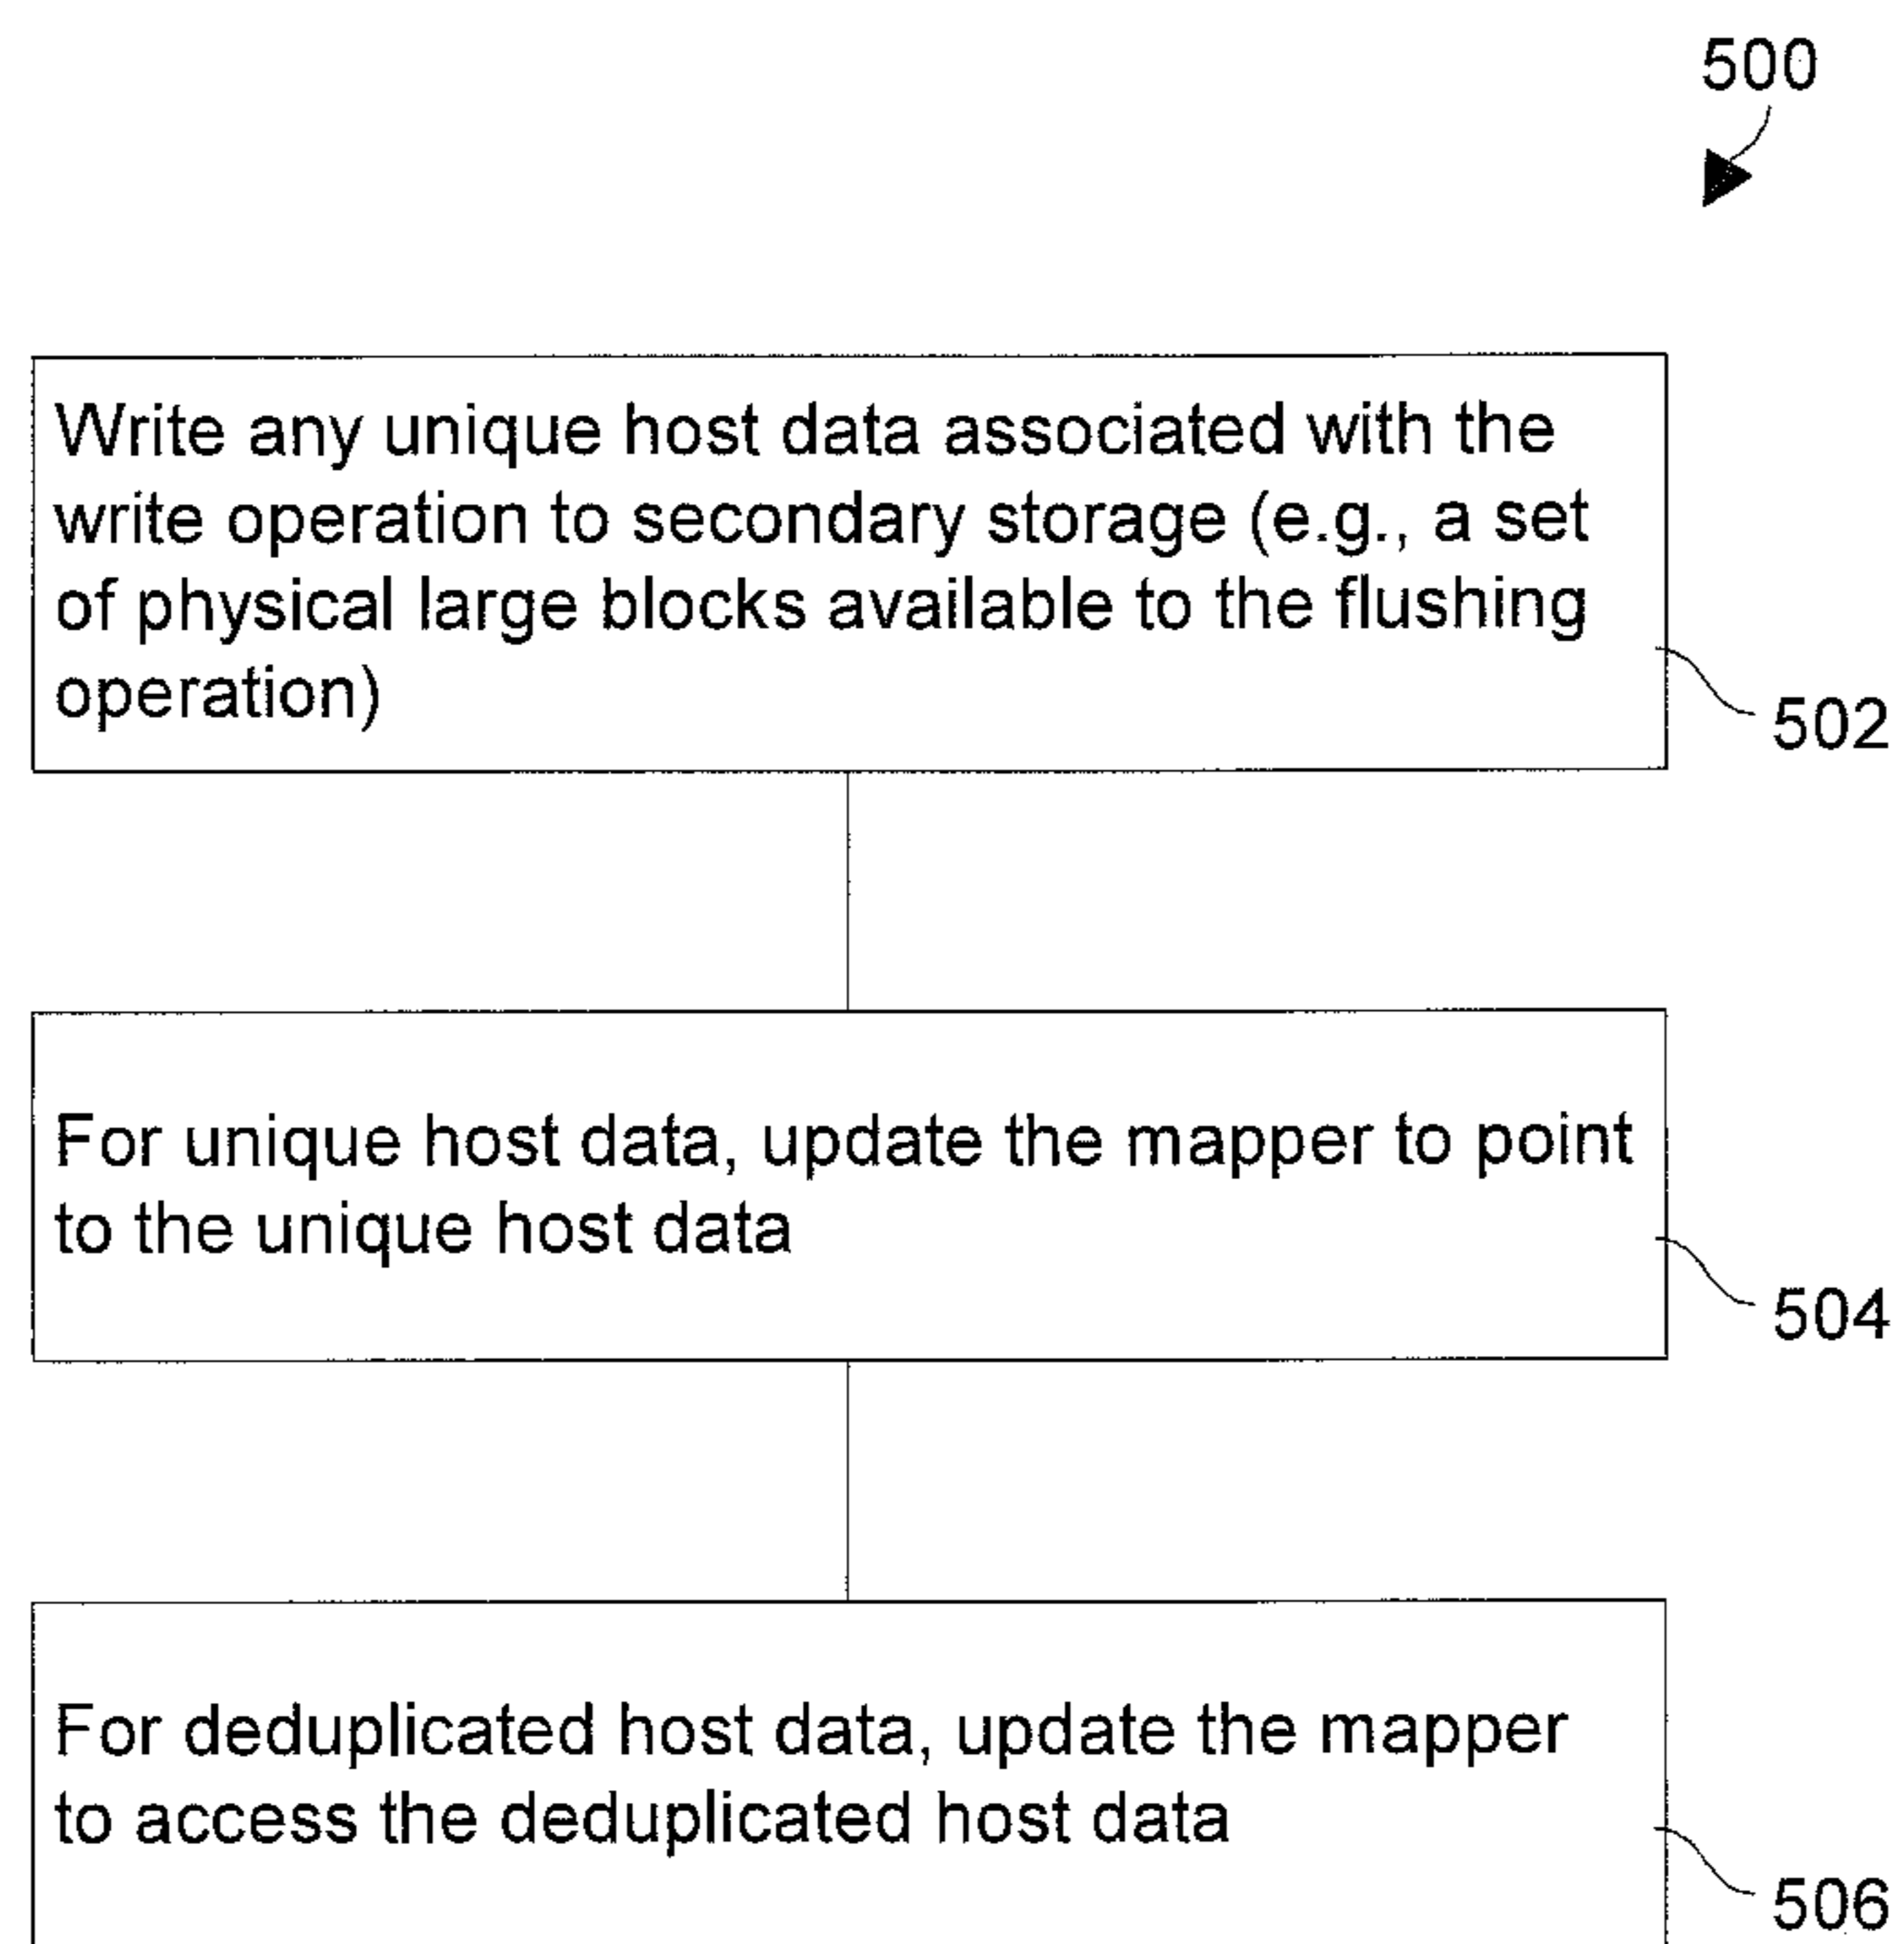 500
Write any unique host data associated with the
write operation to secondary storage (e.g., a set
of physical large blocks available to the flushing
operation)
502
For unique host data, update the mapper to point
to the unique host data
504
For deduplicated host data, update the mapper
to access the deduplicated host data
506